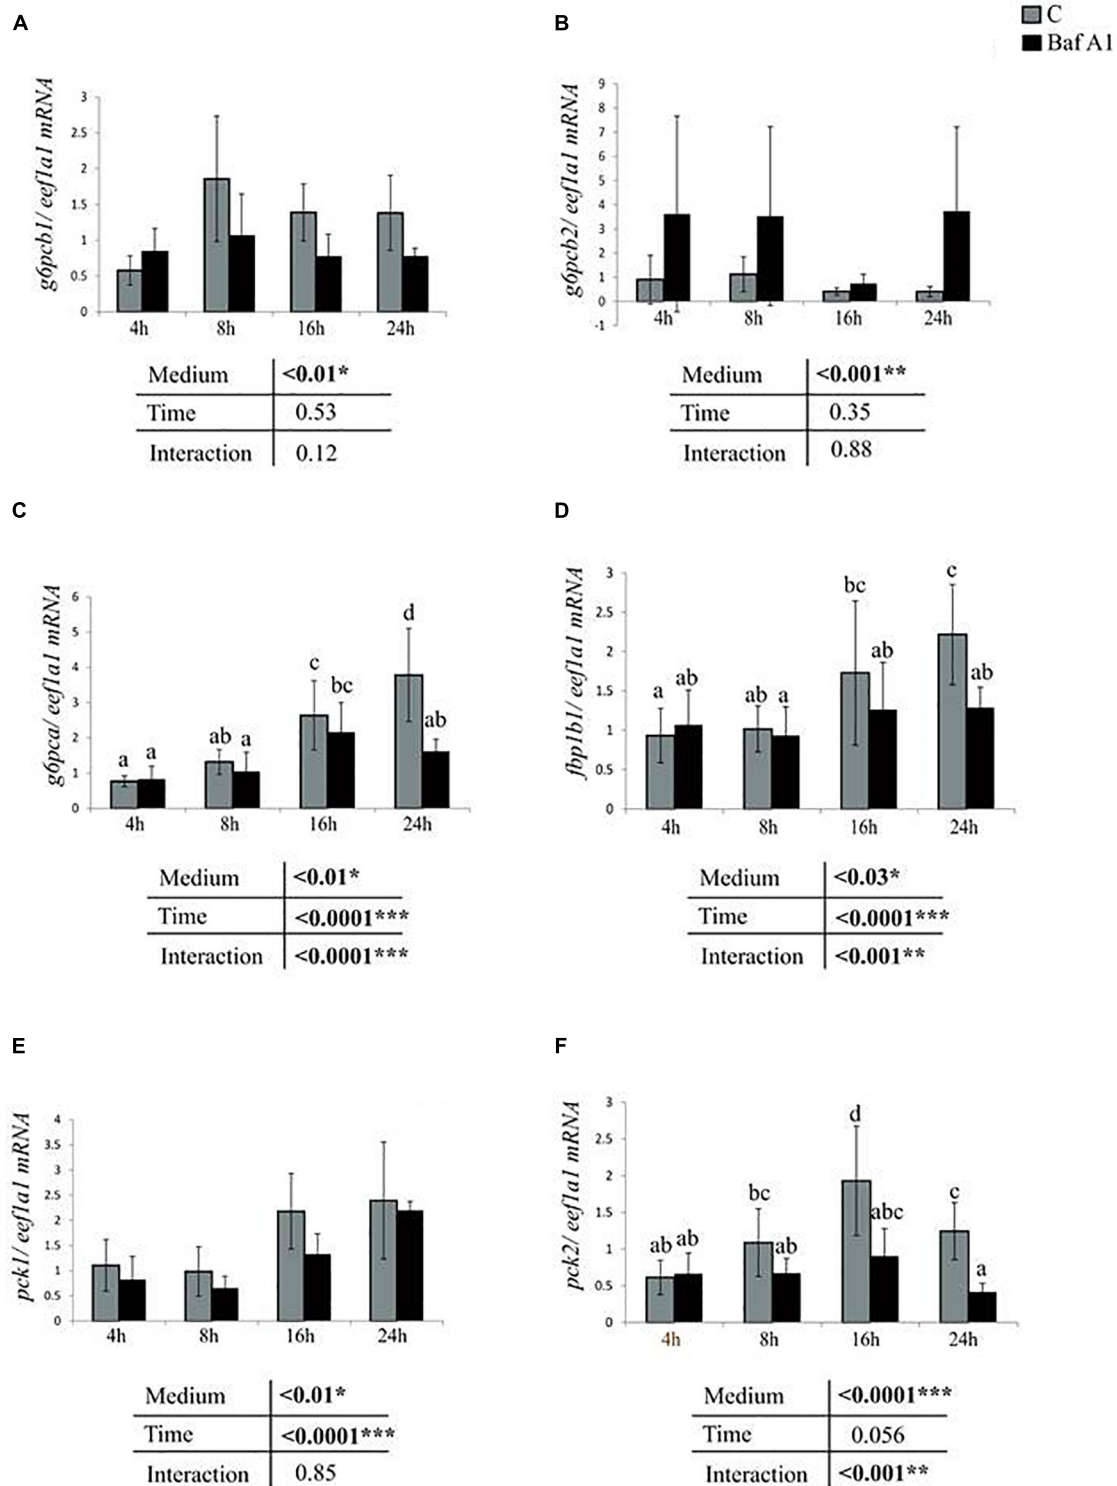 C
Baf A1
A
g6pcb1/ eef1a1 mRNA
3
2.5
2
1.5
1
0.5
0
4h 8h 16h 24h
Medium <0.01*
Time 0.53
Interaction 0.12
B
g6pcb2/ eef1a1 mRNA
9
8
7
6
5
4
3
2
1
0
-1
4h 8h 16h 24h
Medium <0.001**
Time 0.35
Interaction 0.88
C
g6pca/ eef1a1 mRNA
6
5
4
3
2
1
0
a a ab a c bc d ab
4h 8h 16h 24h
Medium <0.01*
Time <0.0001***
Interaction <0.0001***
D
fbp1b1/ eef1a1 mRNA
3
2.5
2
1.5
1
0.5
0
a ab ab a bc ab c ab
4h 8h 16h 24h
Medium <0.03*
Time <0.0001***
Interaction <0.001**
E
pck1/ eef1a1 mRNA
4
3.5
3
2.5
2
1.5
1
0.5
0
4h 8h 16h 24h
Medium <0.01*
Time <0.0001***
Interaction 0.85
F
pck2/ eef1a1 mRNA
3
2.5
2
1.5
1
0.5
0
ab ab bc ab d abc c a
4h 8h 16h 24h
Medium <0.0001***
Time 0.056
Interaction <0.001**